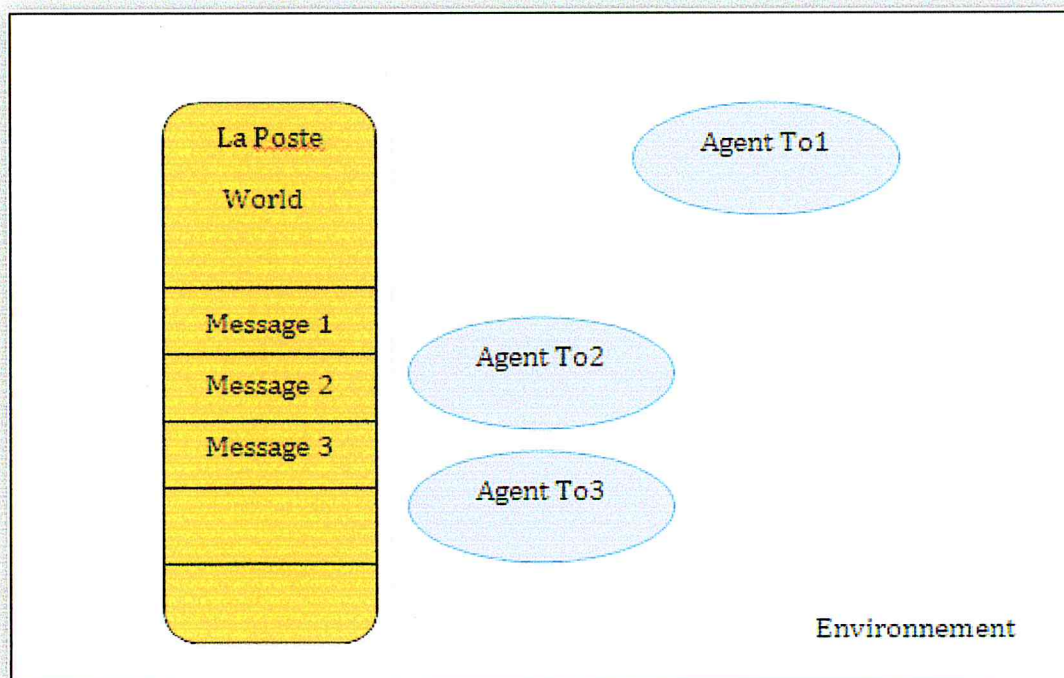 La Poste
World
Agent To1
Message 1
Message 2
Message 3
Agent To2
Agent To3
Environnement